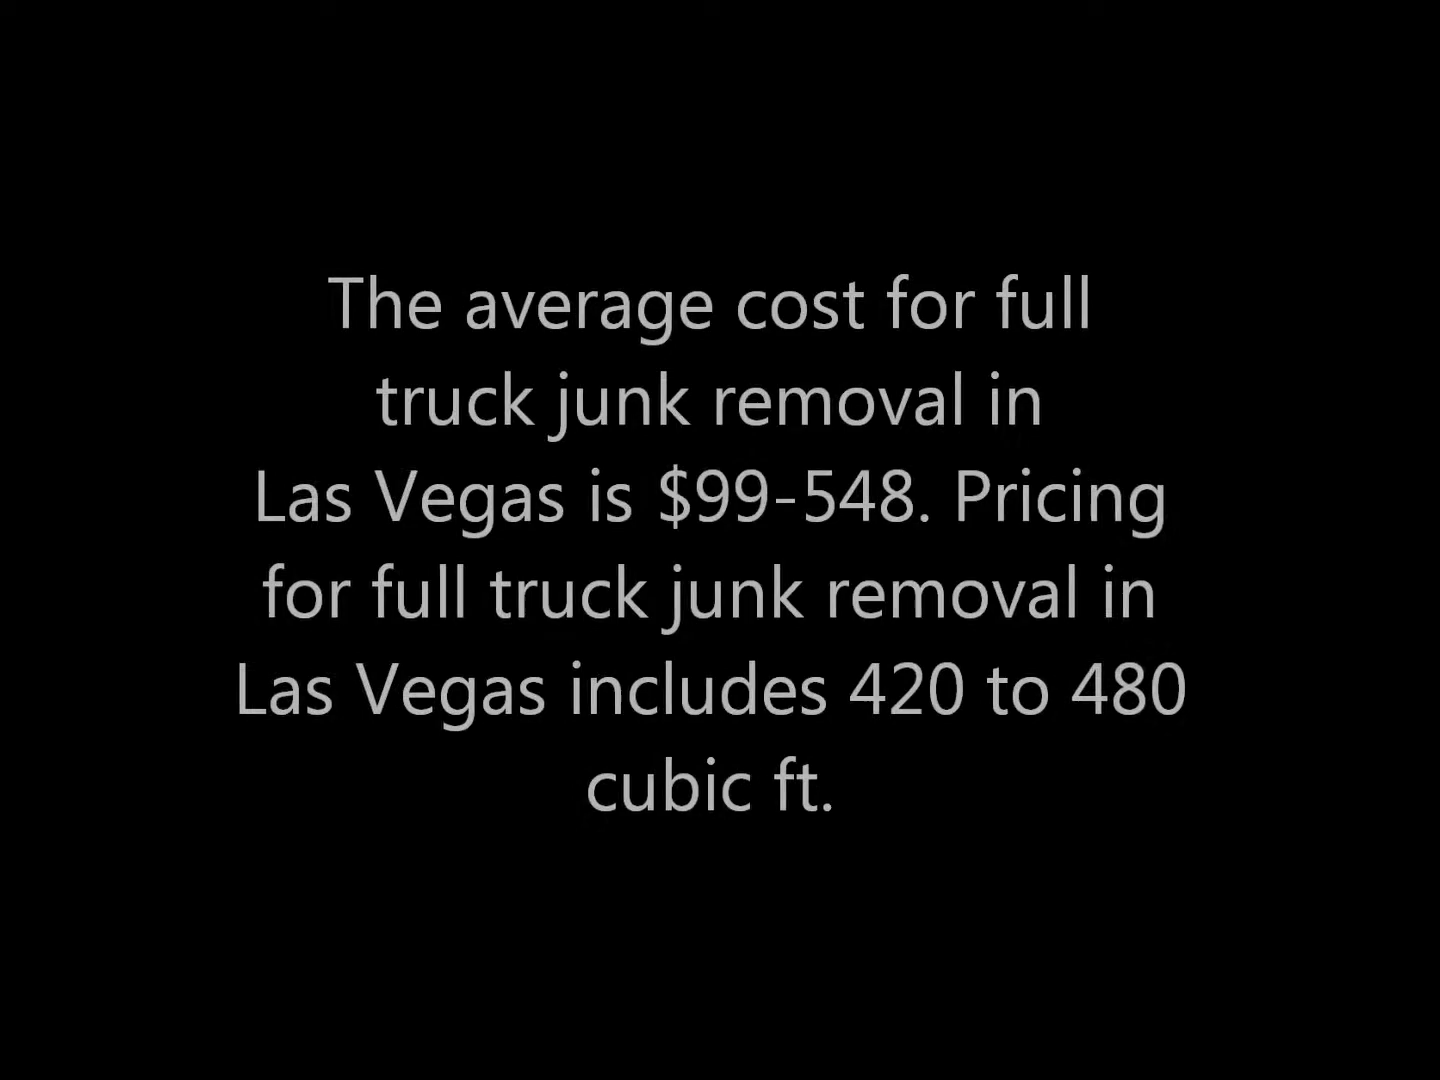 The average cost for full
truck junk removal in
Las Vegas is $99-548. Pricing
for full truck junk removal in
Las Vegas includes 420 to 480
cubic ft.